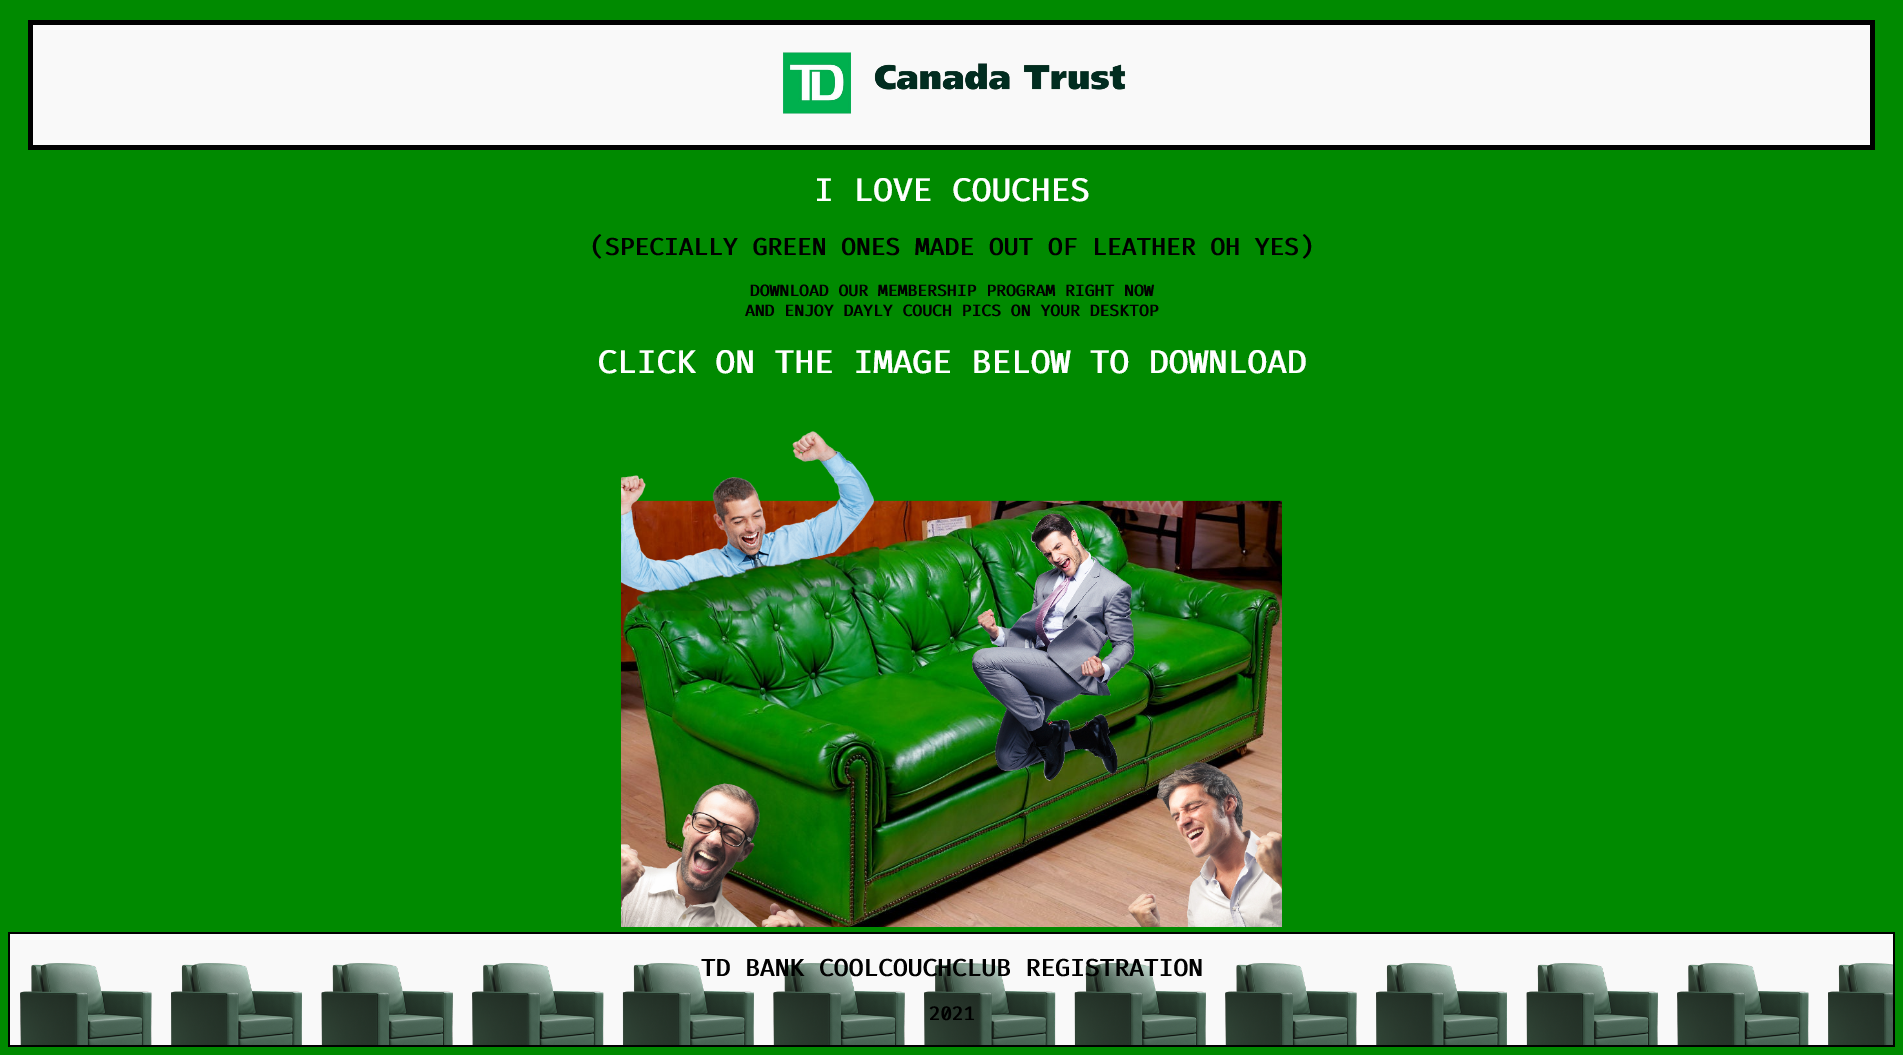 TD Canada Trust
I LOVE COUCHES
(SPECIALLY GREEN ONES MADE OUT OF LEATHER OH YES)
DOWNLOAD OUR MEMBERSHIP PROGRAM RIGHT NOW
AND ENJOY DAYLY COUCH PICS ON YOUR DESKTOP
CLICK ON THE IMAGE BELOW TO DOWNLOAD
TD BANK COOLCOUCHCLUB REGISTRATION
2021